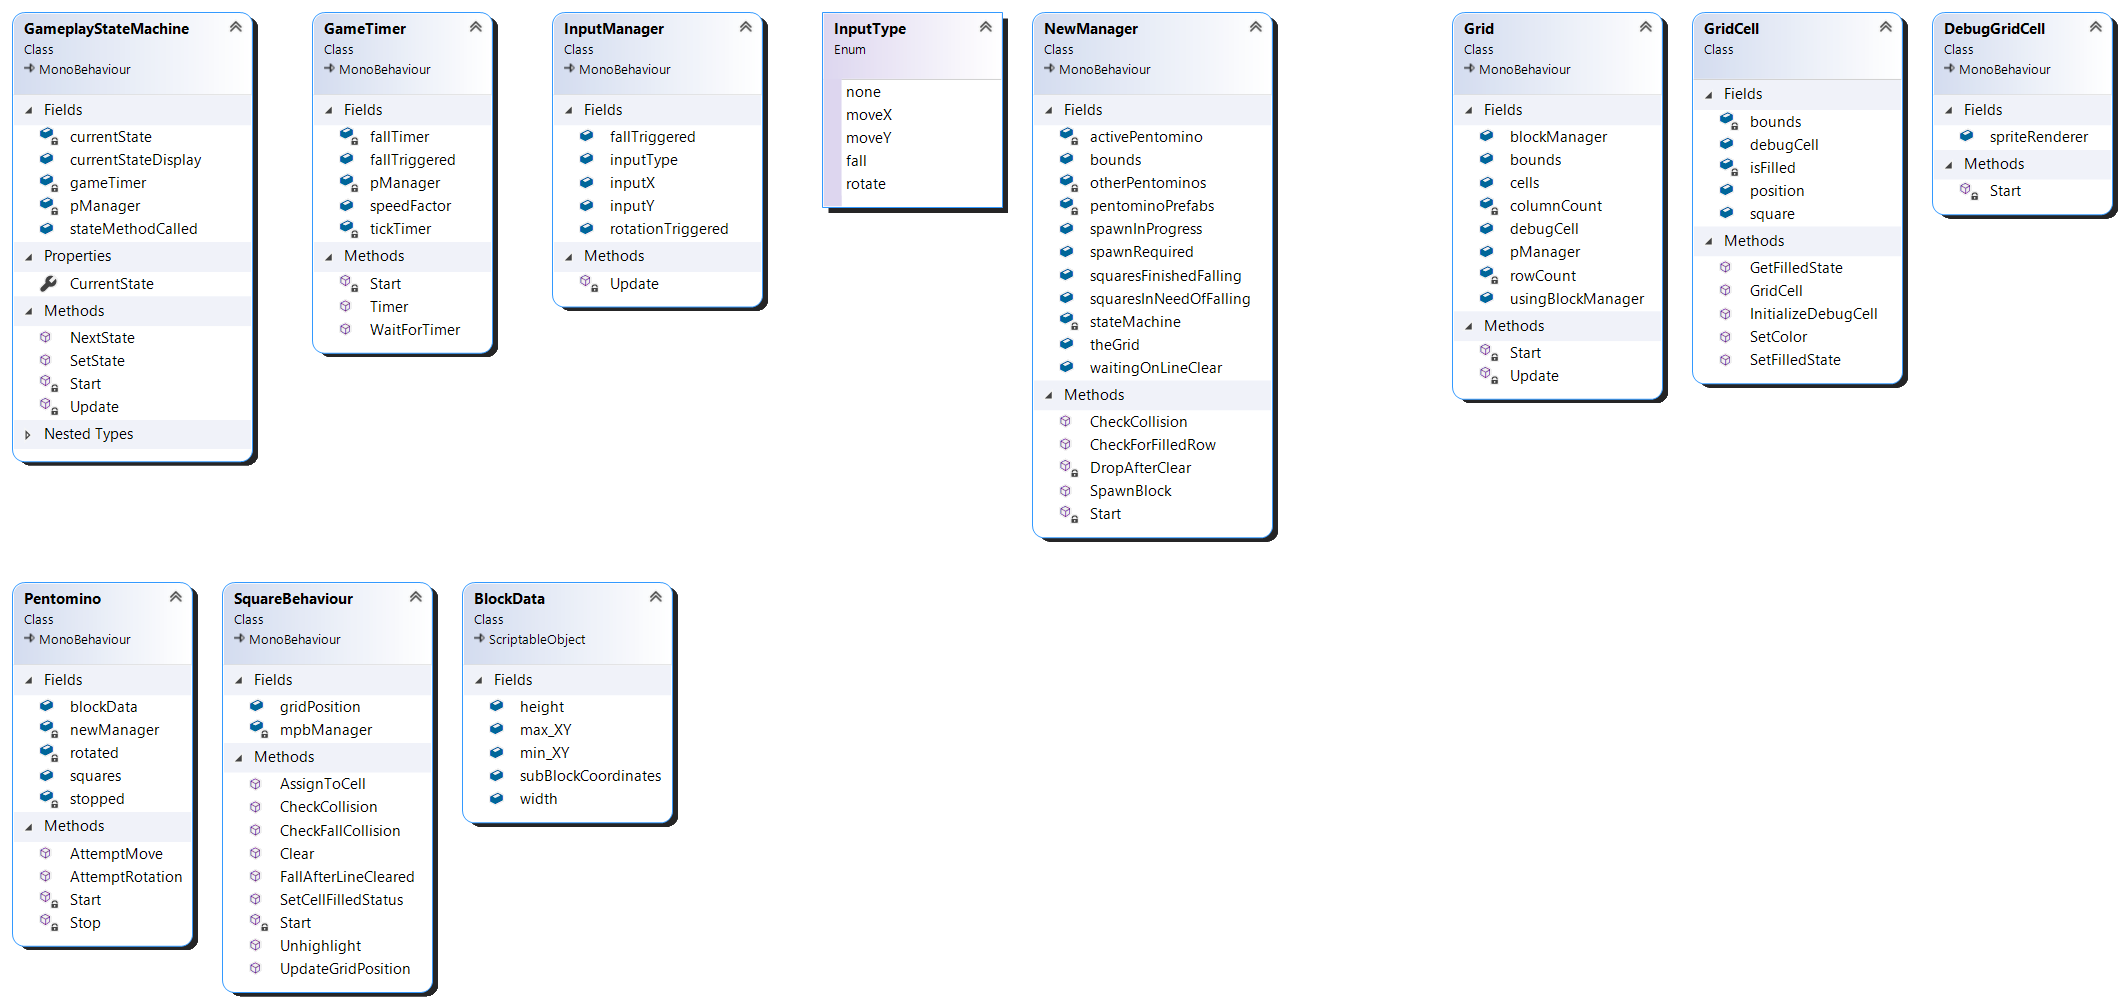 GameplayStateMachine
Class
MonoBehaviour
Fields
currentState
currentStateDisplay
gameTimer
pManager
stateMethodCalled
Properties
CurrentState
Methods
NextState
SetState
Start
Update
Nested Types
GameTimer
Class
MonoBehaviour
Fields
fallTimer
fallTriggered
pManager
speedFactor
tickTimer
Methods
Start
Timer
WaitForTimer
InputManager
Class
MonoBehaviour
Fields
fallTriggered
inputType
inputX
inputY
rotationTriggered
Methods
Update
InputType
Enum
none
moveX
moveY
fall
rotate
NewManager
Class
MonoBehaviour
Fields
activePentomino
bounds
otherPentominos
pentominoPrefabs
spawnInProgress
spawnRequired
squaresFinishedFalling
squaresInNeedOfFalling
stateMachine
theGrid
waitingOnLineClear
Methods
CheckCollision
CheckForFilledRow
DropAfterClear
SpawnBlock
Start
Grid
Class
MonoBehaviour
Fields
blockManager
bounds
cells
columnCount
debugCell
pManager
rowCount
usingBlockManager
Methods
Start
Update
GridCell
Class
Fields
bounds
debugCell
isFilled
position
square
Methods
GetFilledState
GridCell
InitializeDebugCell
SetColor
SetFilledState
DebugGridCell
Class
MonoBehaviour
Fields
spriteRenderer
Methods
Start
Pentomino
Class
MonoBehaviour
Fields
blockData
newManager
rotated
squares
stopped
Methods
AttemptMove
AttemptRotation
Start
Stop
SquareBehaviour
Class
MonoBehaviour
Fields
gridPosition
mpbManager
Methods
AssignToCell
CheckCollision
CheckFallCollision
Clear
FallAfterLineCleared
SetCellFilledStatus
Start
Unhighlight
UpdateGridPosition
BlockData
Class
ScriptableObject
Fields
height
max_XY
min_XY
subBlockCoordinates
width